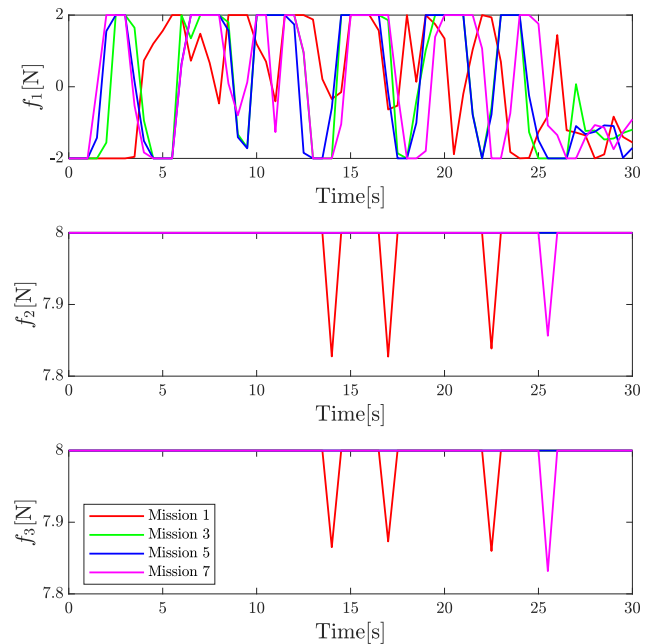 2
0
-2
f₁[N]
0 5 10 15 20 25 30
Time[s]
8
7.9
7.8
f₂[N]
0 5 10 15 20 25 30
Time[s]
8
7.9
7.8
f₃[N]
Mission 1
Mission 3
Mission 5
Mission 7
0 5 10 15 20 25 30
Time[s]